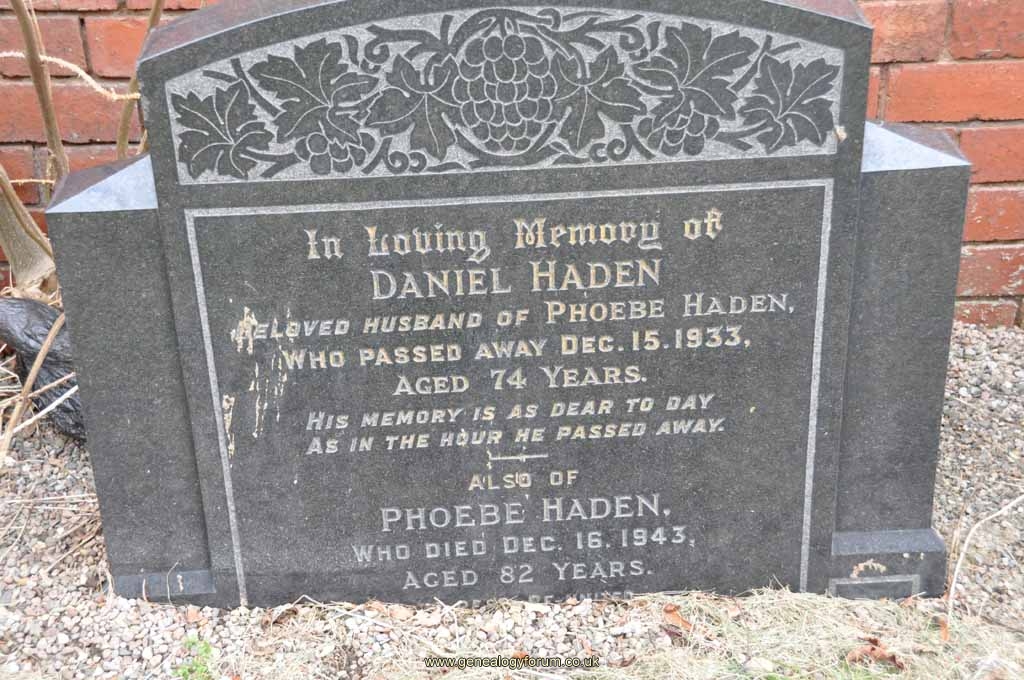 In Loving Memory of
DANIEL HADEN
BELOVED HUSBAND OF PHOEBE HADEN,
WHO PASSED AWAY DEC. 15. 1933,
AGED 74 YEARS.
HIS MEMORY IS AS DEAR TO DAY
AS IN THE HOUR HE PASSED AWAY.
ALSO OF
PHOEBE HADEN,
WHO DIED DEC. 16. 1943,
AGED 82 YEARS.
RE-UNITED
www.genealogyforum.co.uk